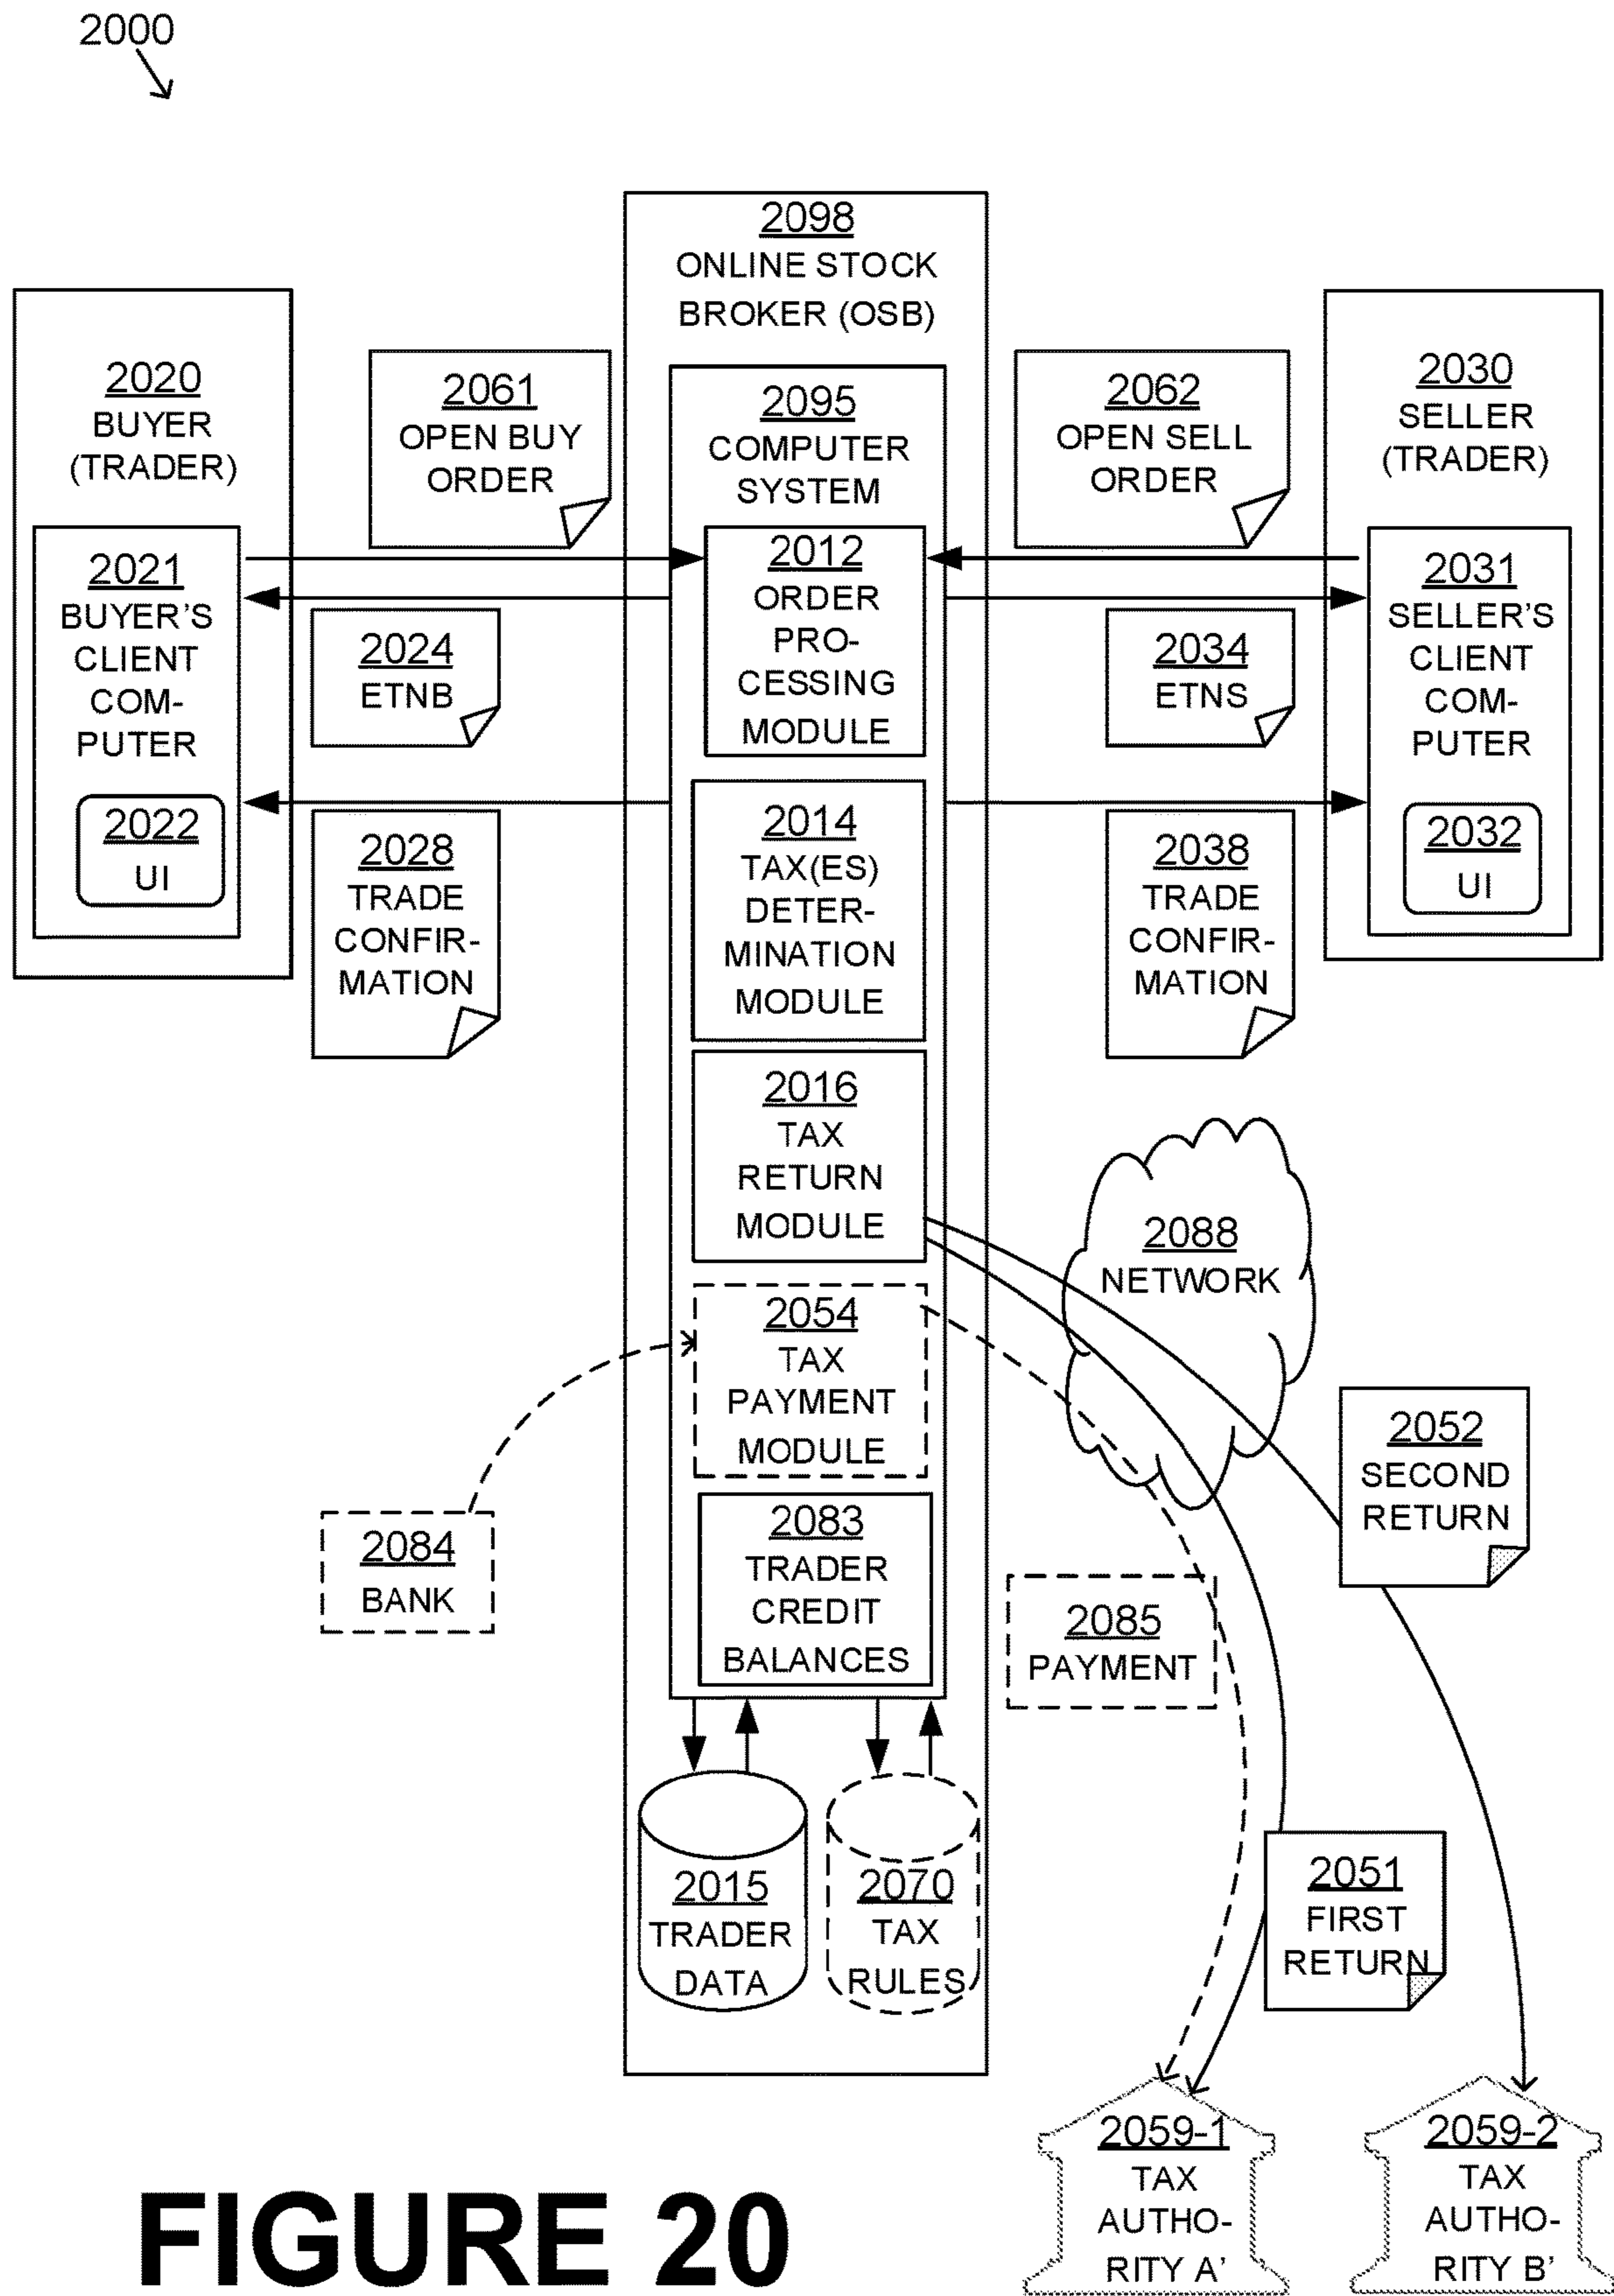 2000
2098
ONLINE STOCK
BROKER (OSB)
2020
BUYER
(TRADER)
2061
OPEN BUY
ORDER
2095
COMPUTER
SYSTEM
2062
OPEN SELL
ORDER
2030
SELLER
(TRADER)
2021
BUYER'S
CLIENT
COM-
PUTER
2022
UI
2024
ETNB
2028
TRADE
CONFIR-
MATION
2012
ORDER
PRO-
CESSING
MODULE
2014
TAX(ES)
DETER-
MINATION
MODULE
2034
ETNS
2038
TRADE
CONFIR-
MATION
2031
SELLER'S
CLIENT
COM-
PUTER
2032
UI
2016
TAX
RETURN
MODULE
2088
NETWORK
2054
TAX
PAYMENT
MODULE
2052
SECOND
RETURN
2084
BANK
2083
TRADER
CREDIT
BALANCES
2085
PAYMENT
2015
TRADER
DATA
2070
TAX
RULES
2051
FIRST
RETURN
2059-1
TAX
AUTHO-
RITY A'
2059-2
TAX
AUTHO-
RITY B'
FIGURE 20